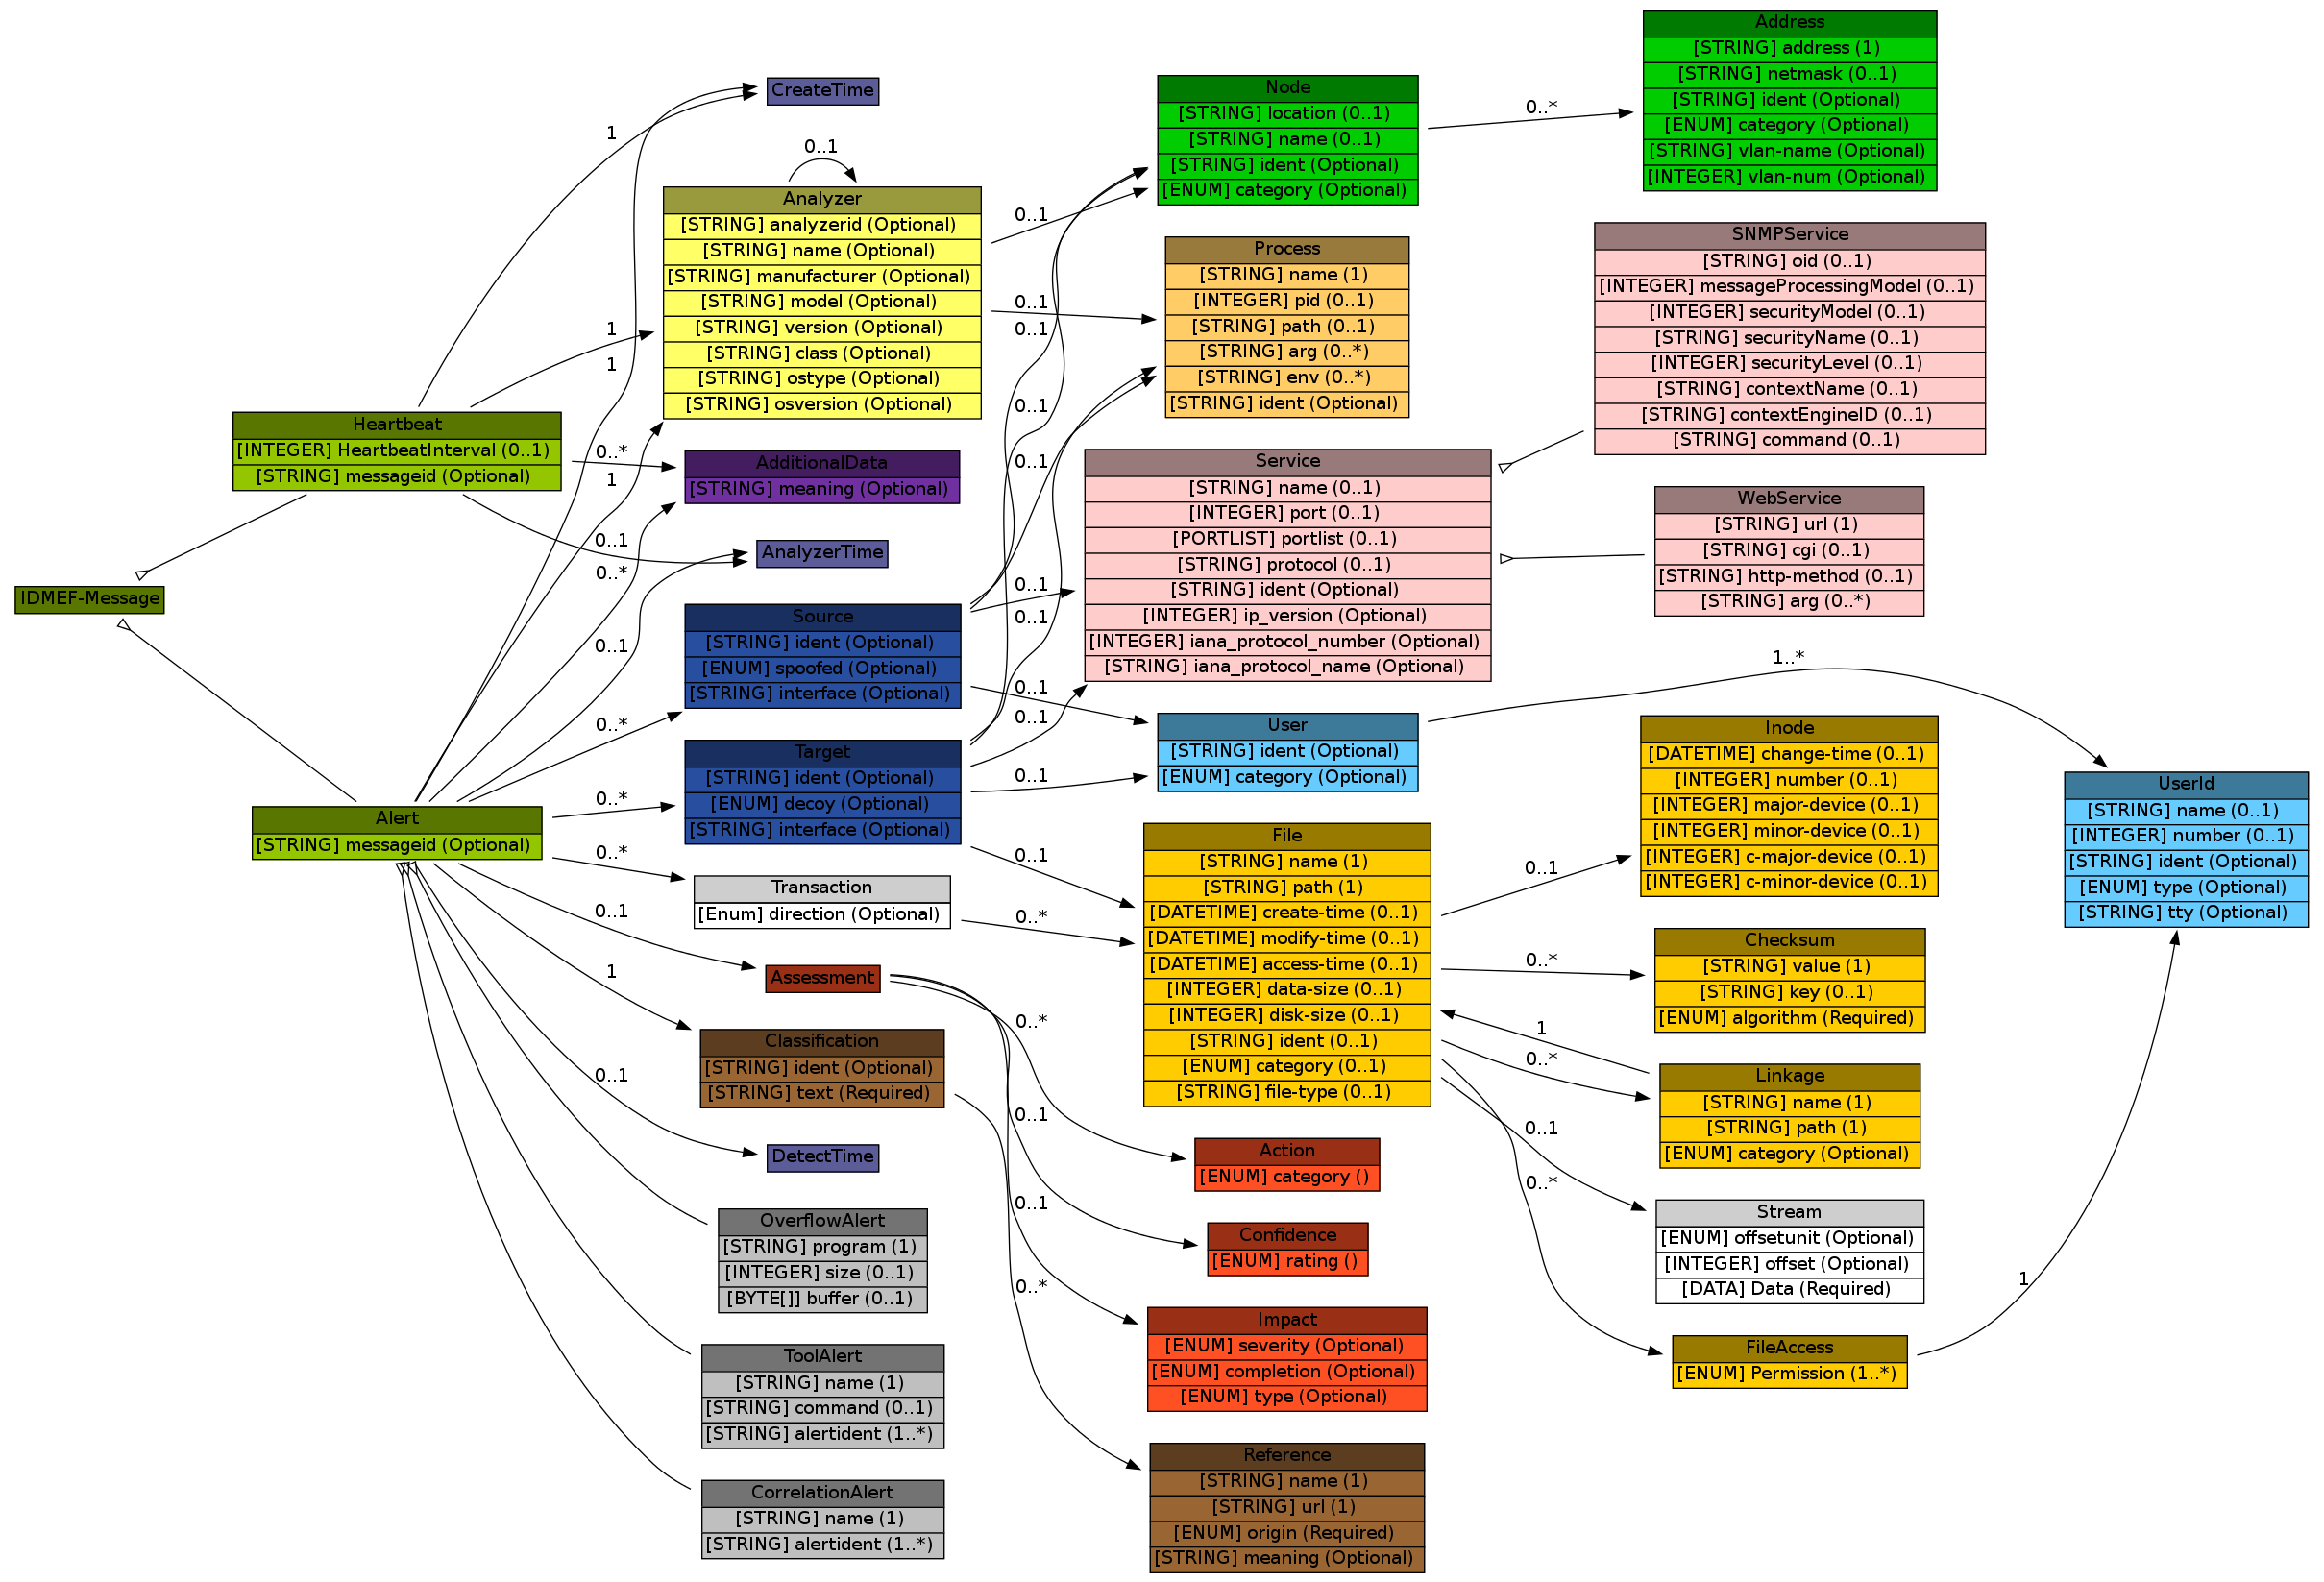 IDMEF-Message
Heartbeat
[INTEGER] HeartbeatInterval (0..1)
[STRING] messageid (Optional)
Alert
[STRING] messageid (Optional)
1
1
0..*
0..1
1
1
0..*
0..1
0..*
0..*
0..*
0..1
1
0..1
CreateTime
0..1
Analyzer
[STRING] analyzerid (Optional)
[STRING] name (Optional)
[STRING] manufacturer (Optional)
[STRING] model (Optional)
[STRING] version (Optional)
[STRING] class (Optional)
[STRING] ostype (Optional)
[STRING] osversion (Optional)
AdditionalData
[STRING] meaning (Optional)
AnalyzerTime
Source
[STRING] ident (Optional)
[ENUM] spoofed (Optional)
[STRING] interface (Optional)
Target
[STRING] ident (Optional)
[ENUM] decoy (Optional)
[STRING] interface (Optional)
Transaction
[Enum] direction (Optional)
Assessment
Classification
[STRING] ident (Optional)
[STRING] text (Required)
DetectTime
OverflowAlert
[STRING] program (1)
[INTEGER] size (0..1)
[BYTE[]] buffer (0..1)
ToolAlert
[STRING] name (1)
[STRING] command (0..1)
[STRING] alertident (1..*)
CorrelationAlert
[STRING] name (1)
[STRING] alertident (1..*)
0..1
0..1
0..1
0..1
0..1
0..1
0..1
0..1
0..1
0..1
0..1
0..*
0..*
0..1
0..1
0..*
Node
[STRING] location (0..1)
[STRING] name (0..1)
[STRING] ident (Optional)
[ENUM] category (Optional)
Process
[STRING] name (1)
[INTEGER] pid (0..1)
[STRING] path (0..1)
[STRING] arg (0..*)
[STRING] env (0..*)
[STRING] ident (Optional)
Service
[STRING] name (0..1)
[INTEGER] port (0..1)
[PORTLIST] portlist (0..1)
[STRING] protocol (0..1)
[STRING] ident (Optional)
[INTEGER] ip_version (Optional)
[INTEGER] iana_protocol_number (Optional)
[STRING] iana_protocol_name (Optional)
User
[STRING] ident (Optional)
[ENUM] category (Optional)
File
[STRING] name (1)
[STRING] path (1)
[DATETIME] create-time (0..1)
[DATETIME] modify-time (0..1)
[DATETIME] access-time (0..1)
[INTEGER] data-size (0..1)
[INTEGER] disk-size (0..1)
[STRING] ident (0..1)
[ENUM] category (0..1)
[STRING] file-type (0..1)
Action
[ENUM] category ()
Confidence
[ENUM] rating ()
Impact
[ENUM] severity (Optional)
[ENUM] completion (Optional)
[ENUM] type (Optional)
Reference
[STRING] name (1)
[STRING] url (1)
[ENUM] origin (Required)
[STRING] meaning (Optional)
0..*
0..1
0..*
1
0..*
0..1
0..*
Address
[STRING] address (1)
[STRING] netmask (0..1)
[STRING] ident (Optional)
[ENUM] category (Optional)
[STRING] vlan-name (Optional)
[INTEGER] vlan-num (Optional)
SNMPService
[STRING] oid (0..1)
[INTEGER] messageProcessingModel (0..1)
[INTEGER] securityModel (0..1)
[STRING] securityName (0..1)
[INTEGER] securityLevel (0..1)
[STRING] contextName (0..1)
[STRING] contextEngineID (0..1)
[STRING] command (0..1)
WebService
[STRING] url (1)
[STRING] cgi (0..1)
[STRING] http-method (0..1)
[STRING] arg (0..*)
1..*
Inode
[DATETIME] change-time (0..1)
[INTEGER] number (0..1)
[INTEGER] major-device (0..1)
[INTEGER] minor-device (0..1)
[INTEGER] c-major-device (0..1)
[INTEGER] c-minor-device (0..1)
Checksum
[STRING] value (1)
[STRING] key (0..1)
[ENUM] algorithm (Required)
Linkage
[STRING] name (1)
[STRING] path (1)
[ENUM] category (Optional)
Stream
[ENUM] offsetunit (Optional)
[INTEGER] offset (Optional)
[DATA] Data (Required)
FileAccess
[ENUM] Permission (1..*)
1
UserId
[STRING] name (0..1)
[INTEGER] number (0..1)
[STRING] ident (Optional)
[ENUM] type (Optional)
[STRING] tty (Optional)